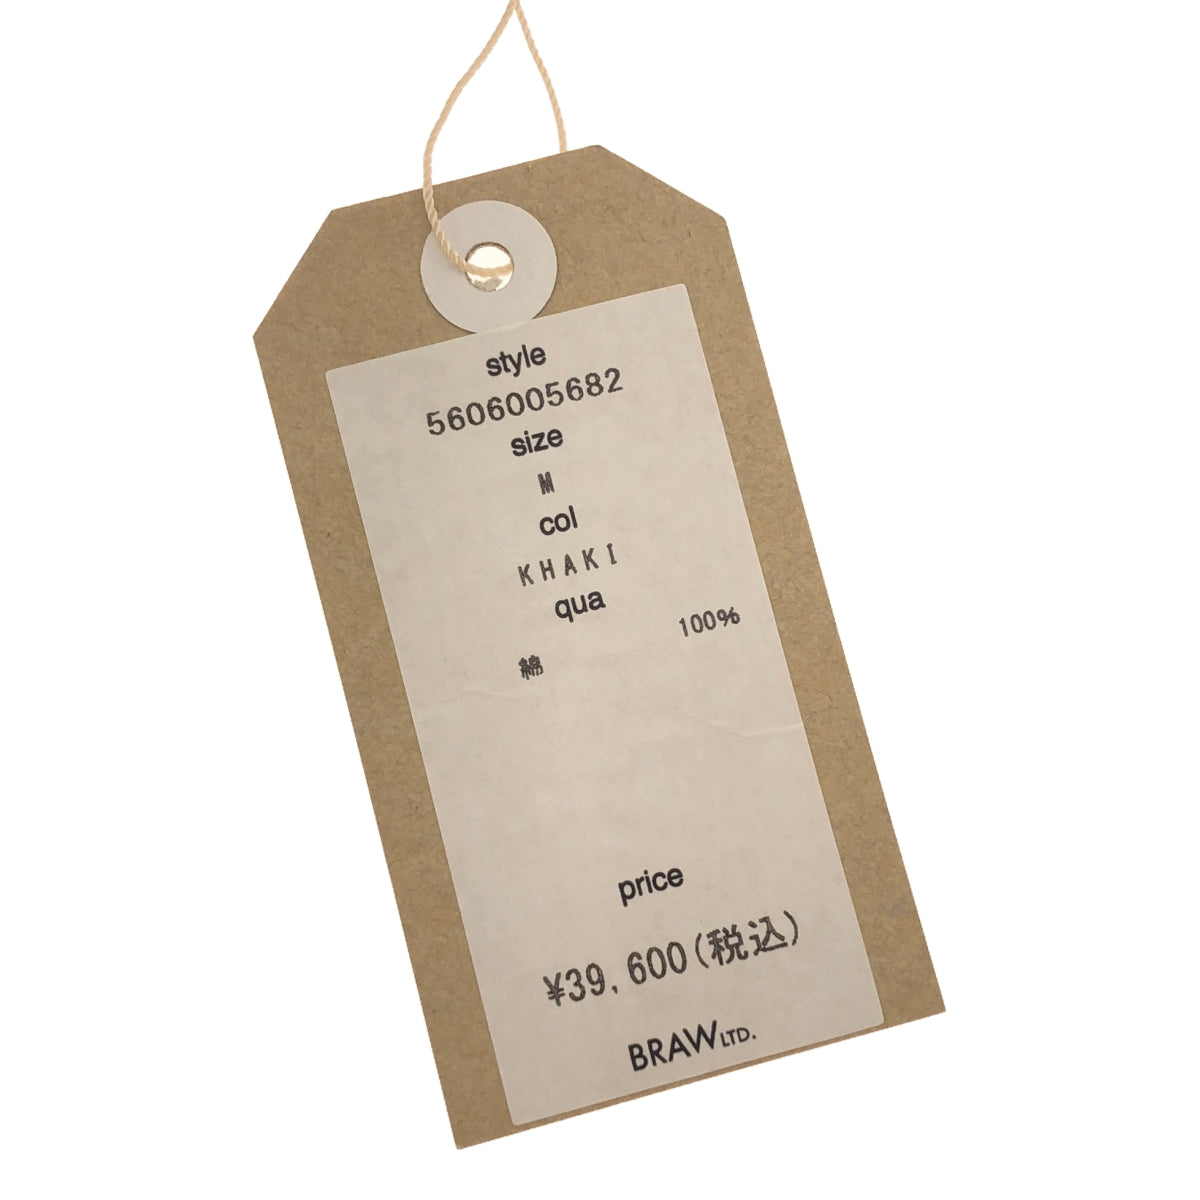 style
5606005682
size
M
col
KHAKI
qua
綿 100%
price
¥39,600(税込)
BRAW LTD.